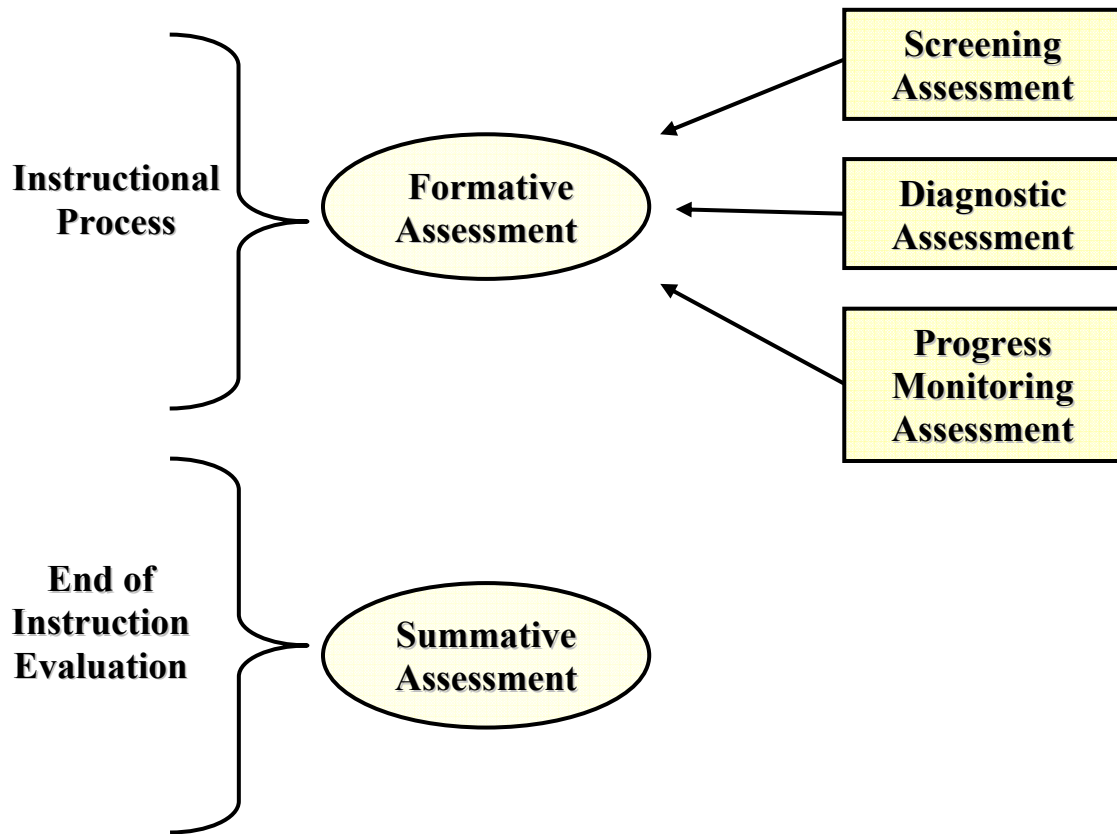 Instructional
Process
Formative
Assessment
Screening
Assessment
Diagnostic
Assessment
Progress
Monitoring
Assessment
End of
Instruction
Evaluation
Summative
Assessment